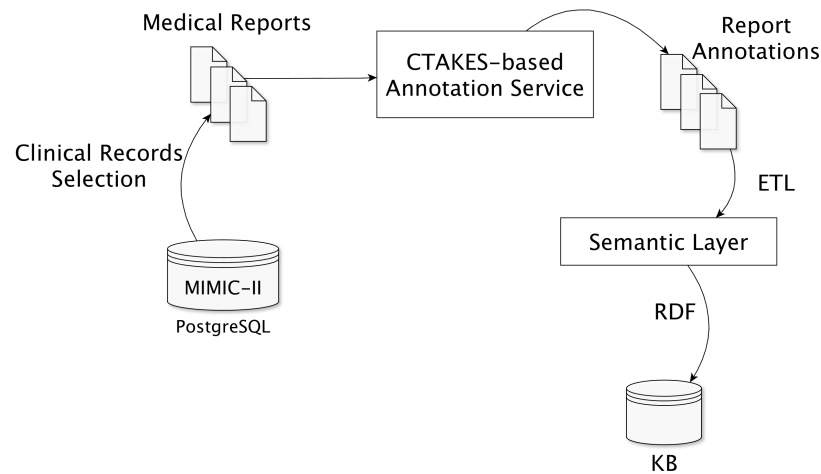 Medical Reports
CTAKES-based
Annotation Service
Report
Annotations
Clinical Records
Selection
ETL
Semantic Layer
MIMIC-II
PostgreSQL
RDF
KB